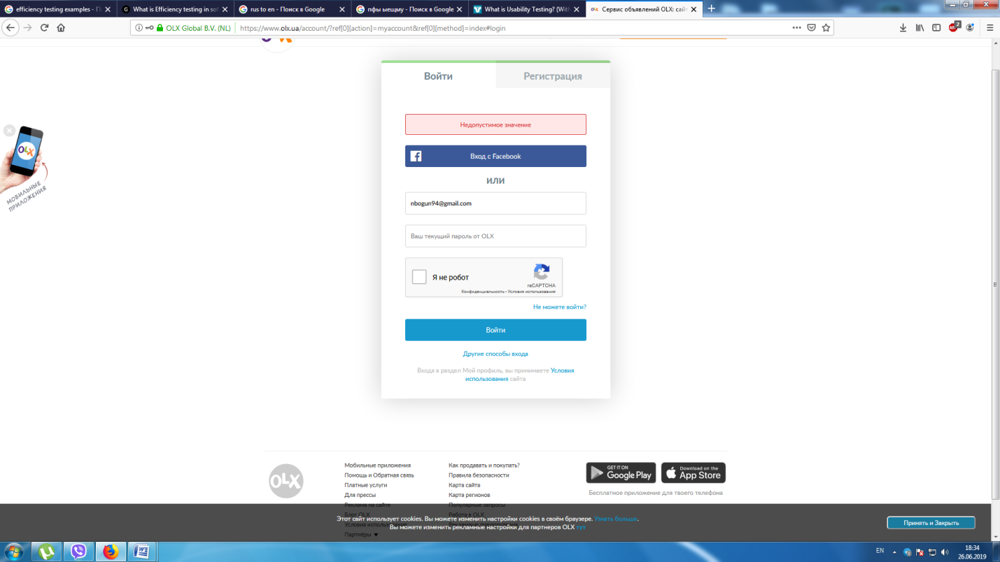 efficiency testing examples - П
What is Efficiency testing in so
rus to en - Поиск в Google
пфы ыещму - Поиск в Google
What is Usability Testing? (With
Сервис объявлений OLX: сайт
OLX Global B.V. (NL)
https://www.olx.ua/account/?ref[0][action]=myaccount&ref[0][method]=index#login
2
Войти
Регистрация
Недопустимое значение
Вход с Facebook
или
nbogun94@gmail.com
Ваш текущий пароль от OLX
Я не робот
reCAPTCHA
Конфиденциальность - Условия использования
Не можете войти?
Войти
Другие способы входа
Входя в раздел Мой профиль, вы принимаете Условия
использования сайта
OLX
МОБИЛЬНЫЕ
ПРИЛОЖЕНИЯ
OLX
Мобильные приложения
Помощь и Обратная связь
Платные услуги
Для прессы
Реклама на сайте
Блог OLX
Условия использования
Партнёры ▼
Как продавать и покупать?
Правила безопасности
Карта сайта
Карта регионов
Популярные запросы
Работа в OLX
GET IT ON
Google Play
Download on the
App Store
Бесплатное приложение для твоего телефона
Этот сайт использует cookies. Вы можете изменить настройки cookies в своём браузере. Узнать больше.
Вы можете изменить рекламные настройки для партнеров OLX тут
Принять и Закрыть
EN
18:34
26.06.2019